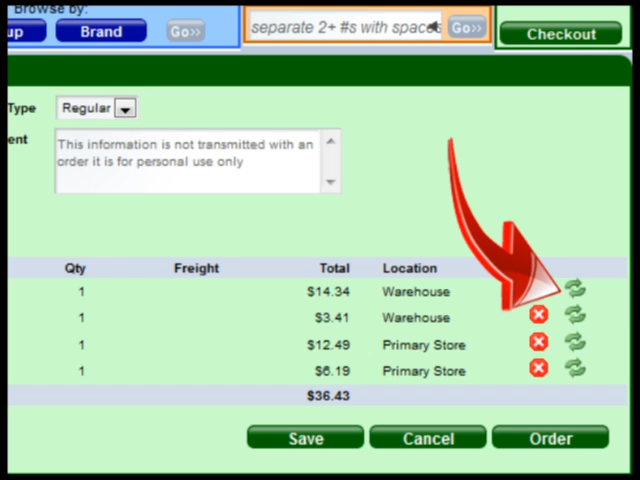 Browse by:
up Brand Go>> separate 2+ #s with spaces Go>> Checkout
Type Regular
ent This information is not transmitted with an
order it is for personal use only
Qty Freight Total Location
1 $14.34 Warehouse
1 $3.41 Warehouse
1 $12.49 Primary Store
1 $6.19 Primary Store
$36.43
Save Cancel Order